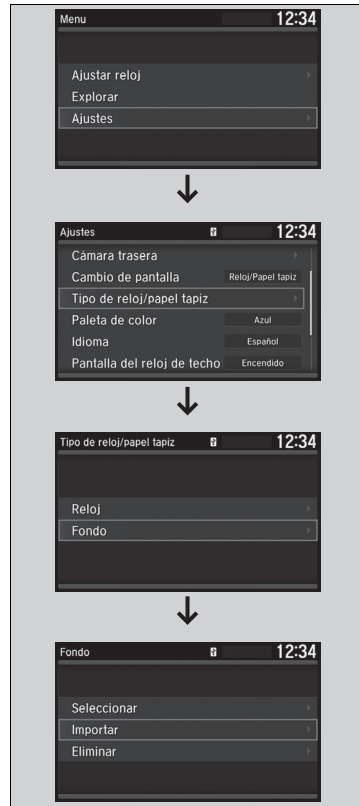 Menu 12:34
Ajustar reloj
Explorar
Ajustes
Ajustes 12:34
Cámara trasera
Cambio de pantalla Reloj/Papel tapiz
Tipo de reloj/papel tapiz
Paleta de color Azul
Idioma Español
Pantalla del reloj de techo Encendido
Tipo de reloj/papel tapiz 12:34
Reloj
Fondo
Fondo 12:34
Seleccionar
Importar
Eliminar